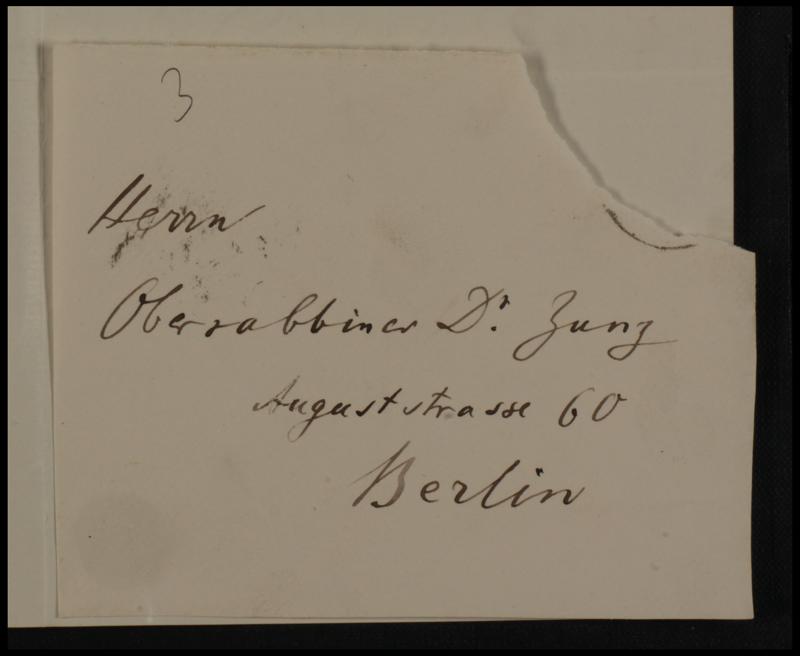 3
Herrn
Oberrabbiner Dr. Zunz
Auguststrasse 60
Berlin